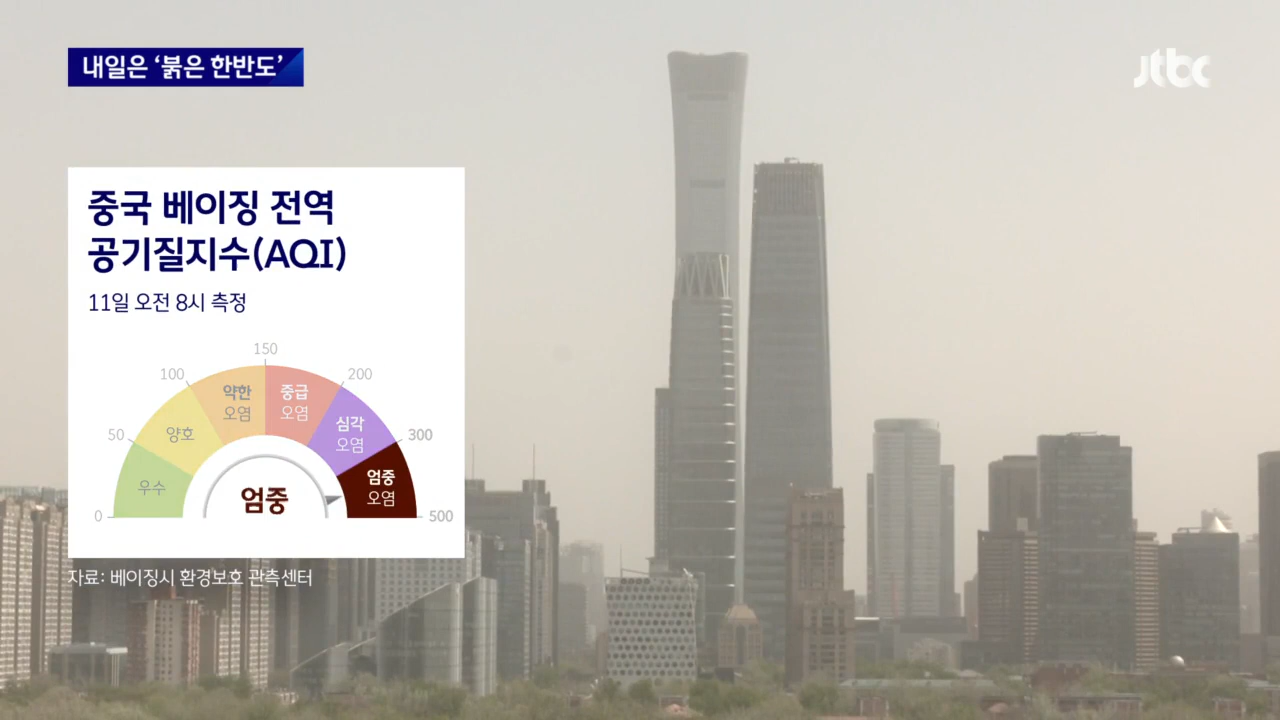 내일은 ‘붉은 한반도’
jtbc
중국 베이징 전역
공기질지수(AQI)
11일 오전 8시 측정
0
50
100
150
200
300
500
우수
양호
약한
오염
중급
오염
심각
오염
엄중
오염
엄중
자료: 베이징시 환경보호 관측센터